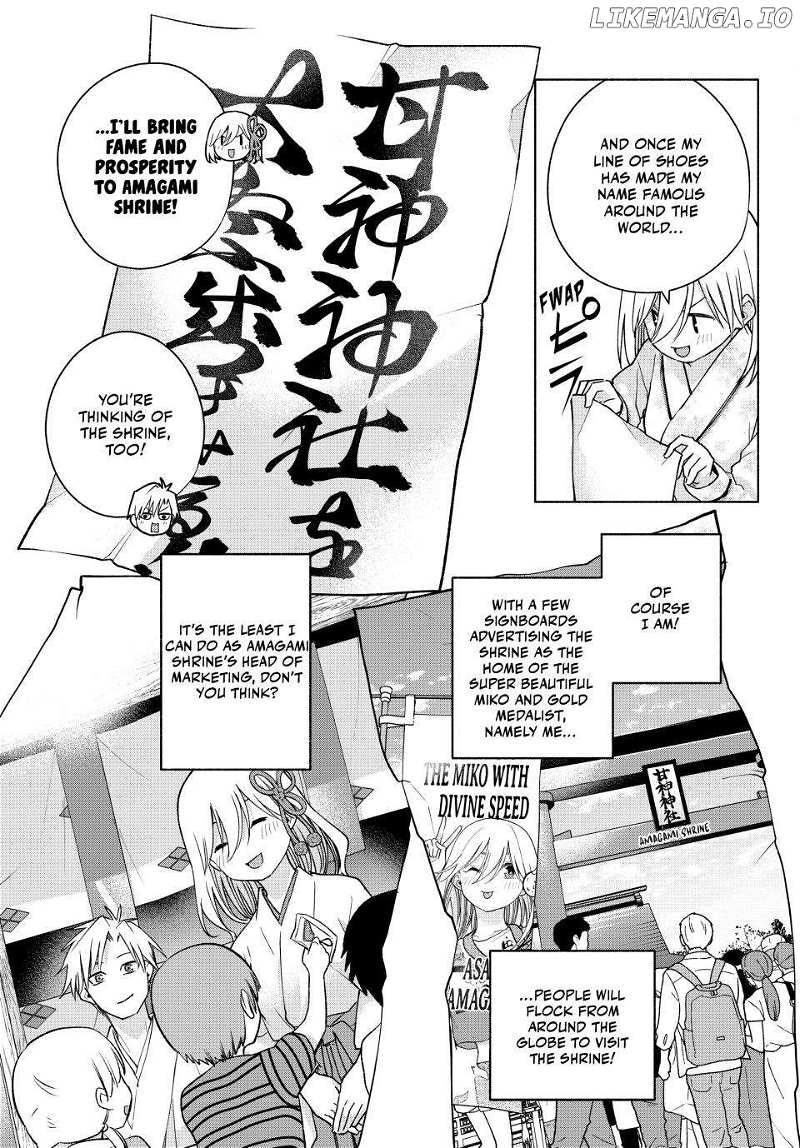 LIKEMANGA.IO
AND ONCE MY
LINE OF SHOES
HAS MADE MY
NAME FAMOUS
AROUND THE
WORLD...
FWAP
ピラ
...I'LL BRING
FAME AND
PROSPERITY
TO AMAGAMI
SHRINE!
甘神神社を
YOU'RE
THINKING OF
THE SHRINE,
TOO!
OF
COURSE
I AM!
WITH A FEW
SIGNBOARDS
ADVERTISING THE
SHRINE AS THE
HOME OF THE
SUPER BEAUTIFUL
MIKO AND GOLD
MEDALIST,
NAMELY ME...
THE MIKO WITH
DIVINE SPEED
甘神神社
AMAGAMI SHRINE
ASA
AMAGA
...PEOPLE WILL
FLOCK FROM
AROUND THE
GLOBE TO VISIT
THE SHRINE!
IT'S THE LEAST I
CAN DO AS AMAGAMI
SHRINE'S HEAD OF
MARKETING, DON'T
YOU THINK?